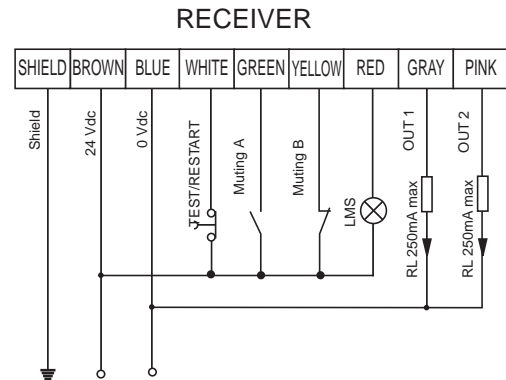 RECEIVER
SHIELD BROWN BLUE WHITE GREEN YELLOW RED GRAY PINK
Shield
24 Vdc
0 Vdc
TEST/RESTART
Muting A
Muting B
LMS
OUT 1
RL 250mA max
OUT 2
RL 250mA max